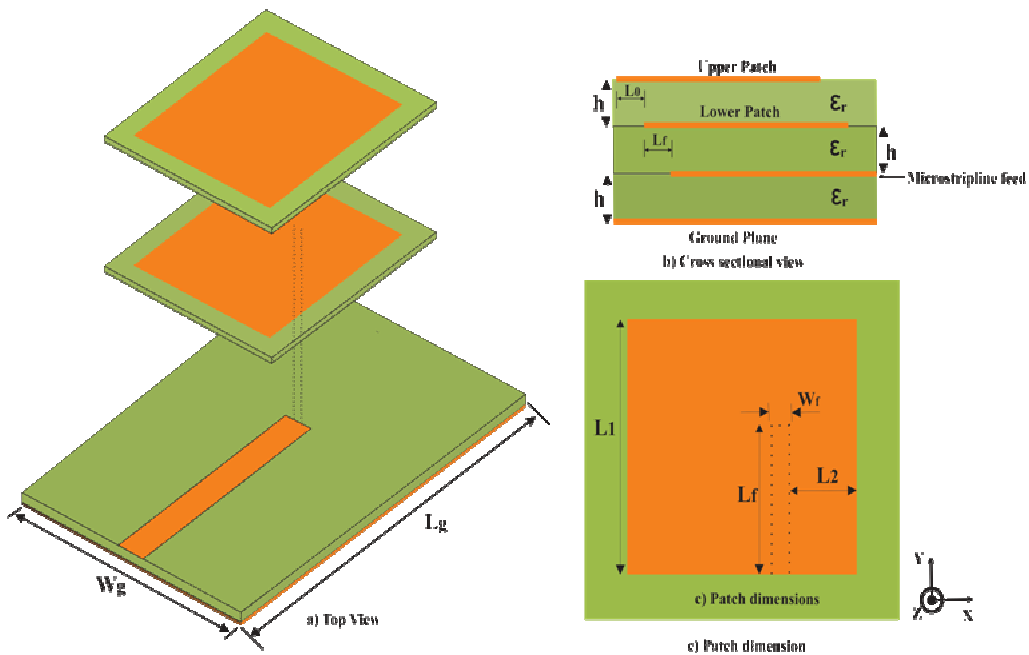 Upper Patch
Lo
h
εr
Lower Patch
Lf
εr
h
Microstripline feed
h
εr
Ground Plane
b) Cross sectional view
Wf
L1
L2
Lf
Lg
Wg
a) Top View
c) Patch dimensions
Y
Z
X
c) Patch dimension